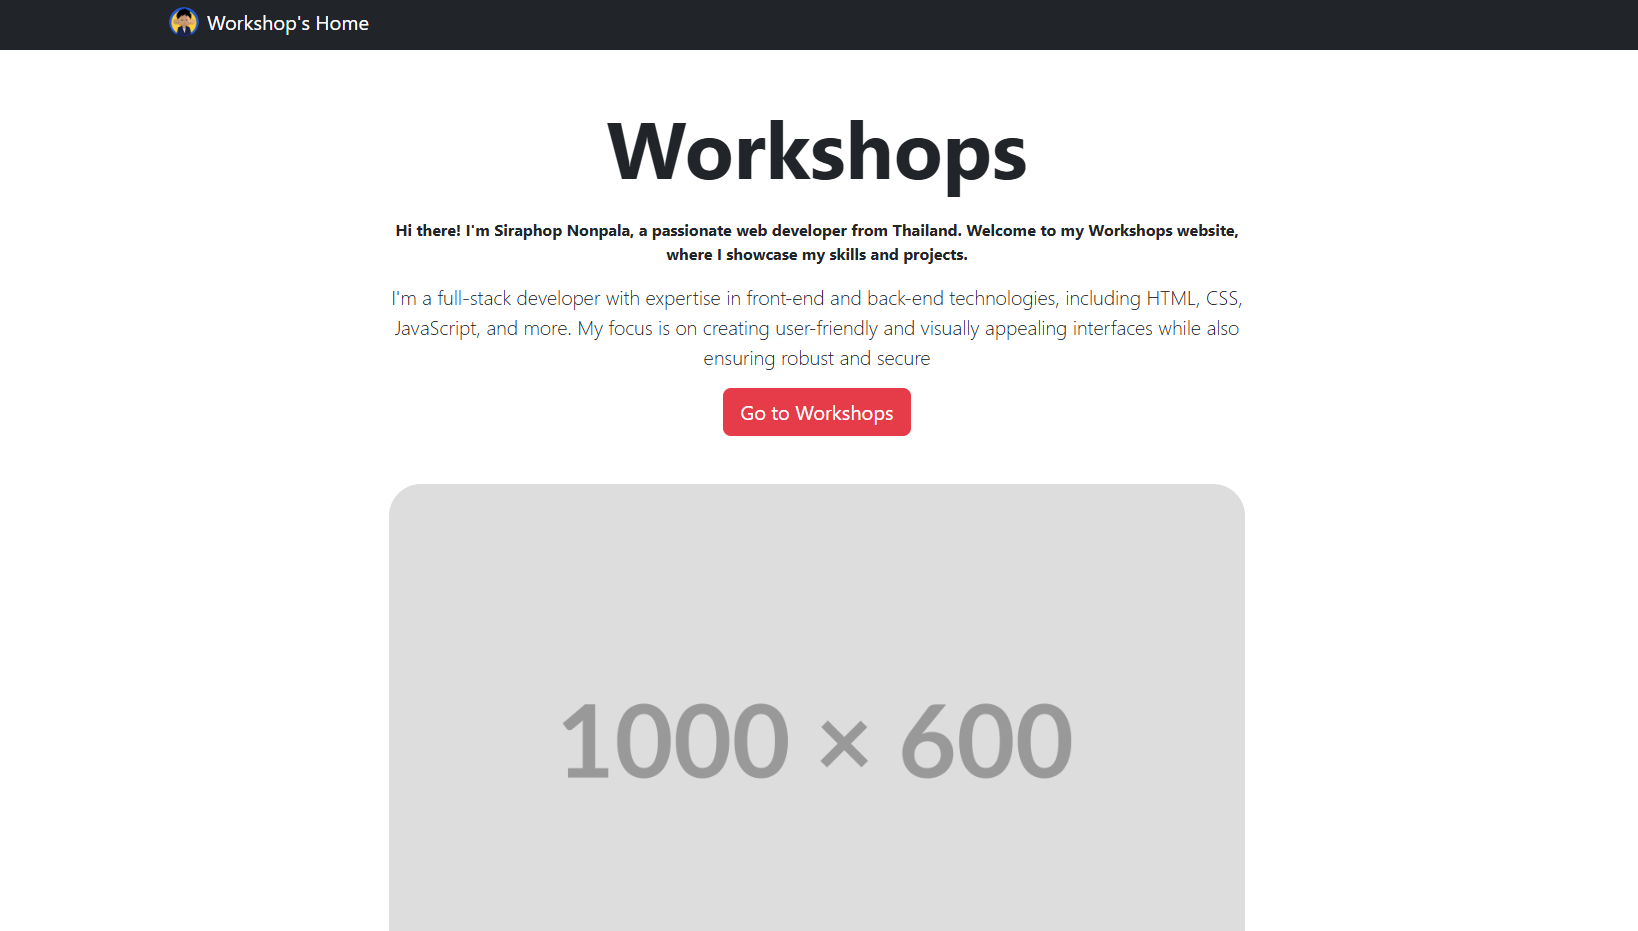 Workshop's Home
Workshops
Hi there! I'm Siraphop Nonpala, a passionate web developer from Thailand. Welcome to my Workshops website,
where I showcase my skills and projects.
I'm a full-stack developer with expertise in front-end and back-end technologies, including HTML, CSS,
JavaScript, and more. My focus is on creating user-friendly and visually appealing interfaces while also
ensuring robust and secure
Go to Workshops
1000 × 600